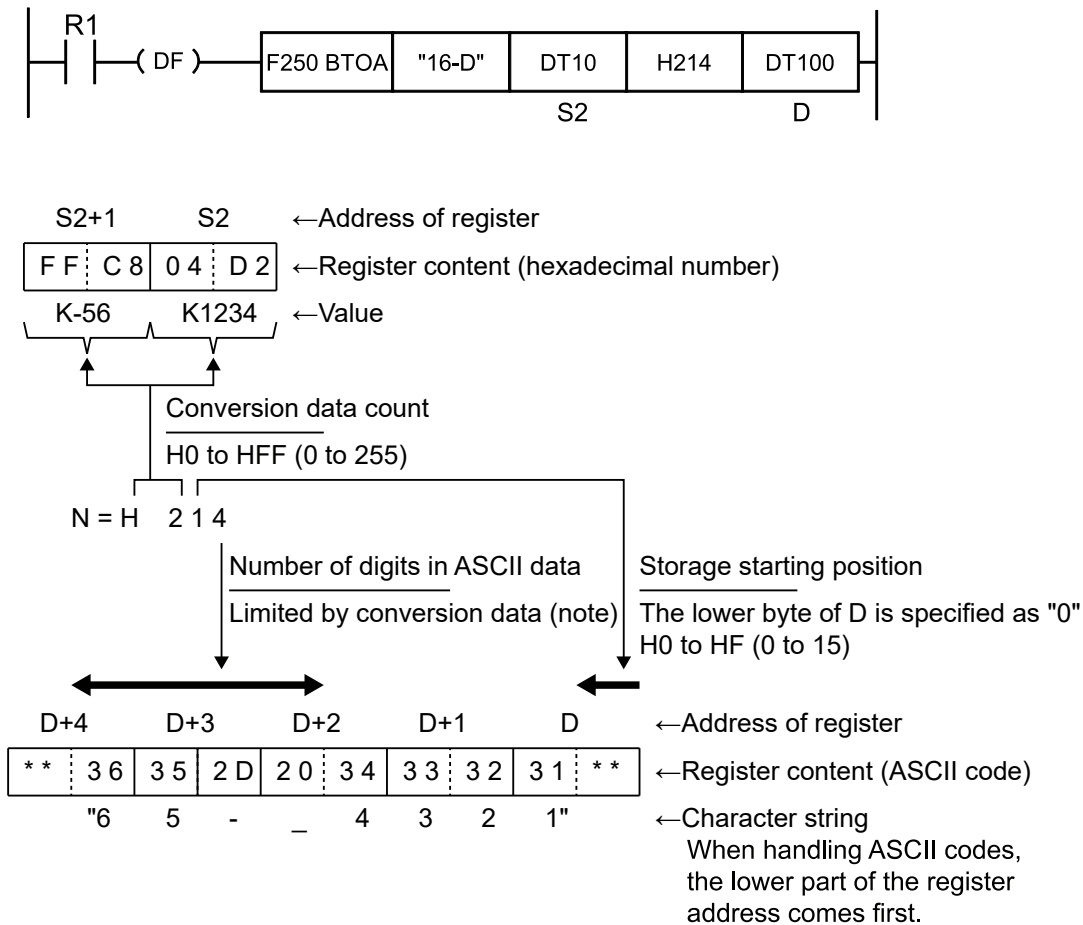 R1
( DF )
F250 BTOA "16-D" DT10 H214 DT100
S2 D
S2+1 S2 ←Address of register
F F C 8 0 4 D 2 ←Register content (hexadecimal number)
K-56 K1234 ←Value
Conversion data count
H0 to HFF (0 to 255)
N = H 2 1 4
Number of digits in ASCII data
Limited by conversion data (note)
Storage starting position
The lower byte of D is specified as "0"
H0 to HF (0 to 15)
D+4 D+3 D+2 D+1 D ←Address of register
* * 3 6 3 5 2 D 2 0 3 4 3 3 3 2 3 1 * * ←Register content (ASCII code)
"6 5 - _ 4 3 2 1" ←Character string
When handling ASCII codes,
the lower part of the register
address comes first.